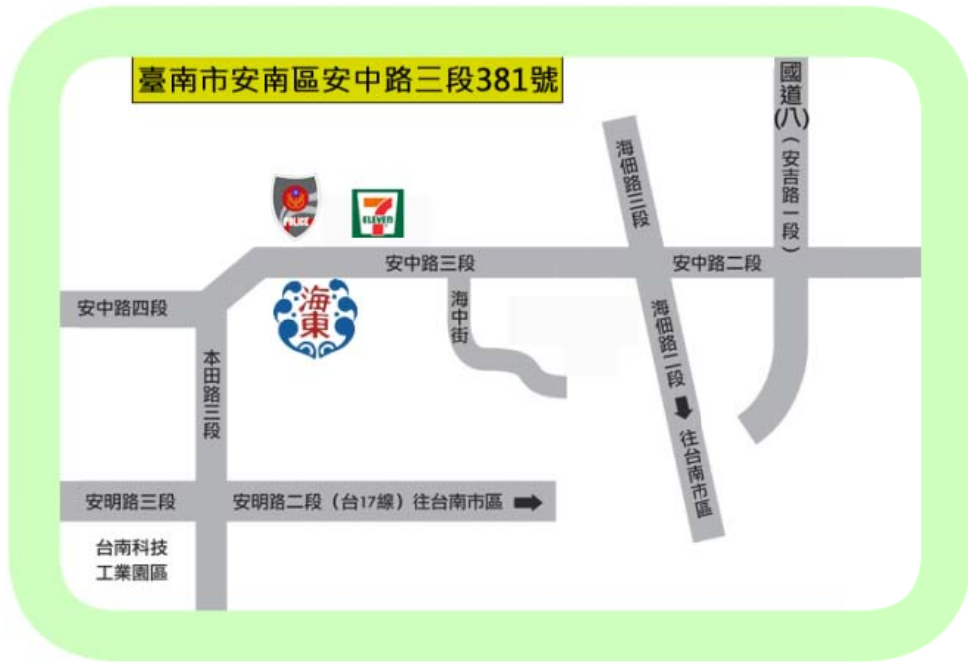 臺南市安南區安中路三段381號
國道(八)(安吉路一段)
海佃路三段
POLICE
7
ELEVEN
安中路三段
安中路二段
安中路四段
海東
海中街
海佃路二段
往台南市區
本田路三段
安明路三段
安明路二段(台17線)往台南市區
台南科技
工業園區